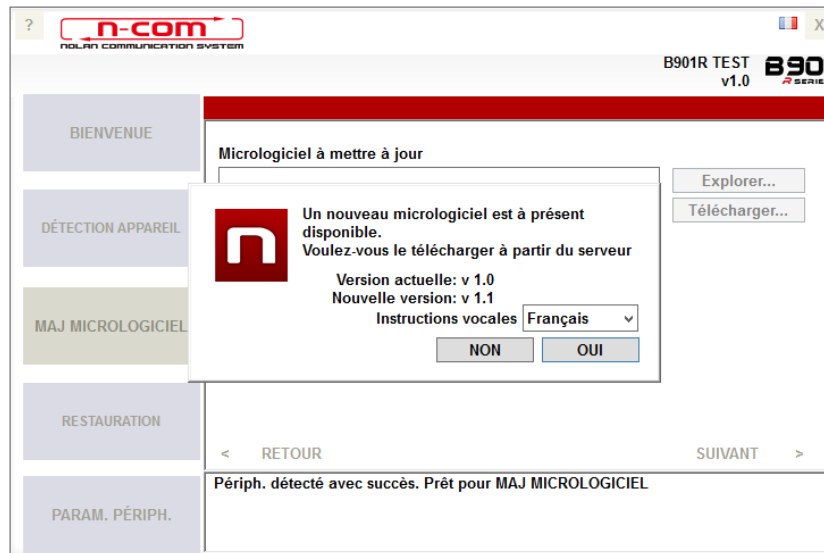 ?
n-com
NOLAN COMMUNICATION SYSTEM
X
B901R TEST
v1.0
B90
R SERIE
BIENVENUE
DÉTECTION APPAREIL
MAJ MICROLOGICIEL
RESTAURATION
PARAM. PÉRIPH.
Micrologiciel à mettre à jour
Explorer...
Télécharger...
n
Un nouveau micrologiciel est à présent
disponible.
Voulez-vous le télécharger à partir du serveur
Version actuelle: v 1.0
Nouvelle version: v 1.1
Instructions vocales Français
NON OUI
< RETOUR SUIVANT >
Périph. détecté avec succès. Prêt pour MAJ MICROLOGICIEL